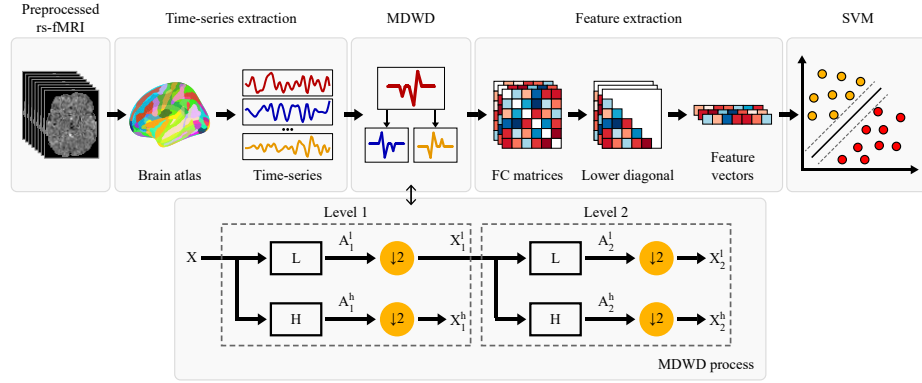 Preprocessed
rs-fMRI
Time-series extraction
MDWD
Feature extraction
SVM
...
Brain atlas
Time-series
FC matrices
Lower diagonal
Feature
vectors
Level 1
Level 2
X
L
A₁ˡ
↓2
X₁ˡ
L
A₂ˡ
↓2
X₂ˡ
H
A₁ʰ
↓2
X₁ʰ
H
A₂ʰ
↓2
X₂ʰ
MDWD process